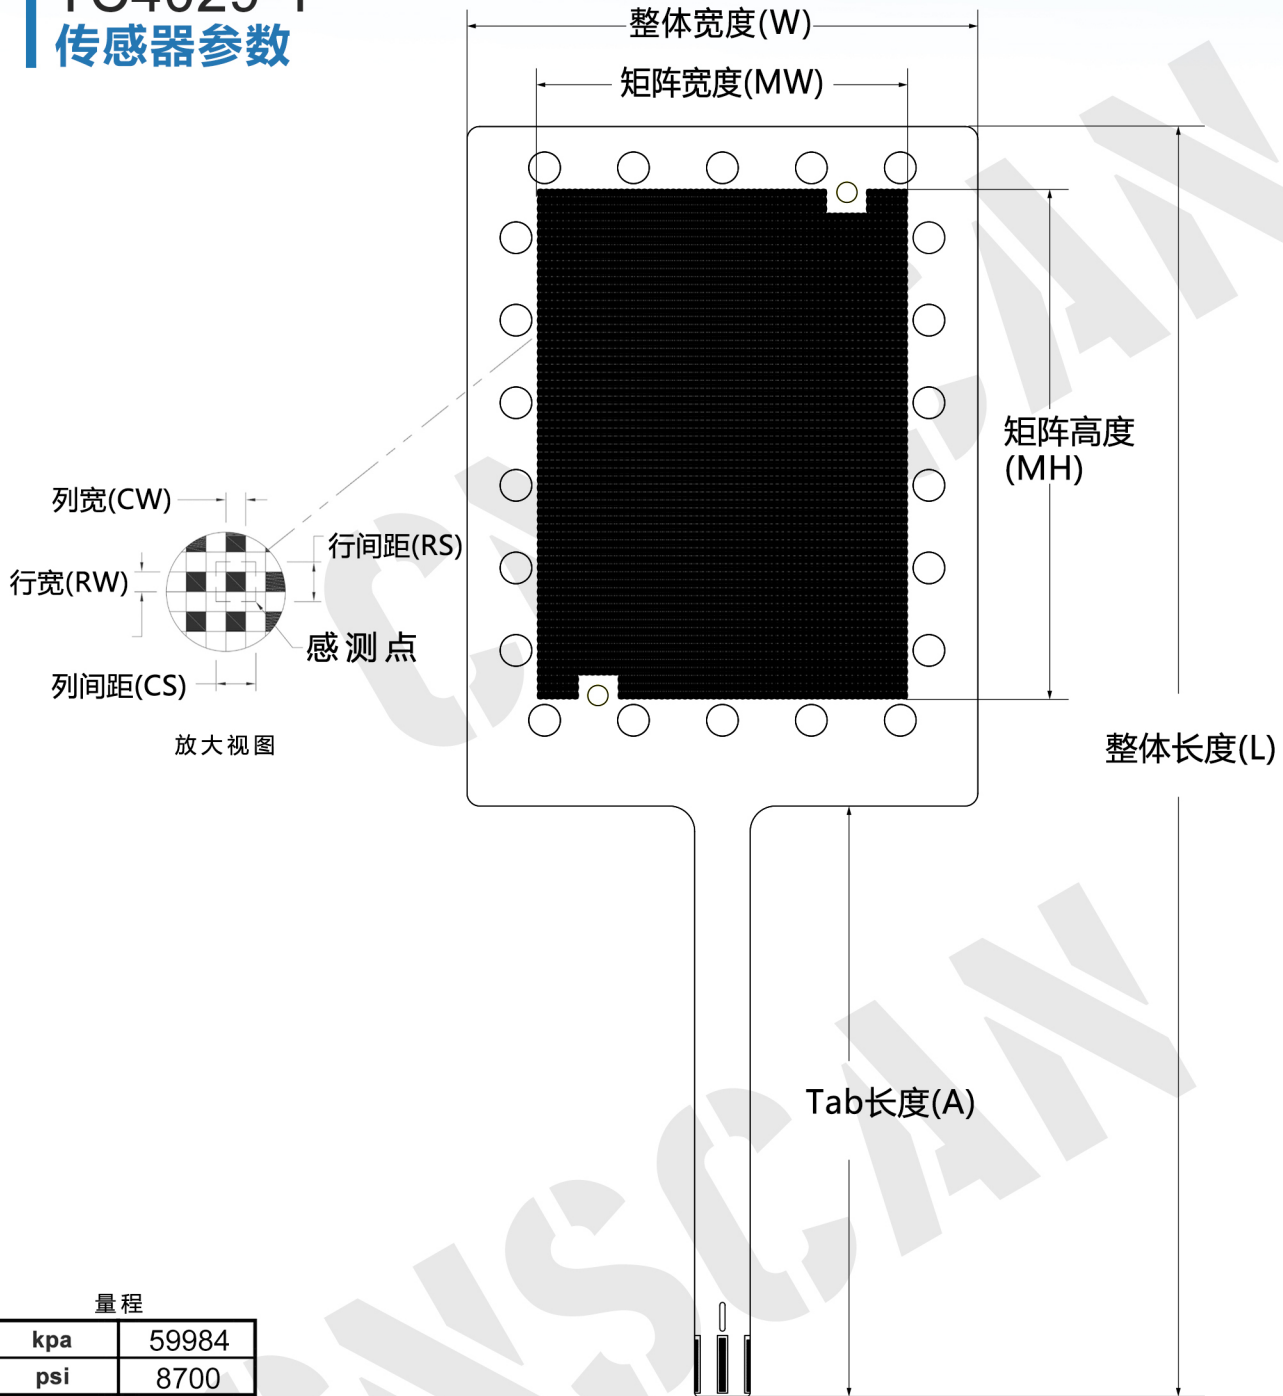 传感器参数
整体宽度(W)
矩阵宽度(MW)
矩阵高度
(MH)
列宽(CW)
行间距(RS)
行宽(RW)
感测点
列间距(CS)
放大视图
整体长度(L)
Tab长度(A)
量程
kpa 59984
psi 8700
CNSCAN
NSCAN